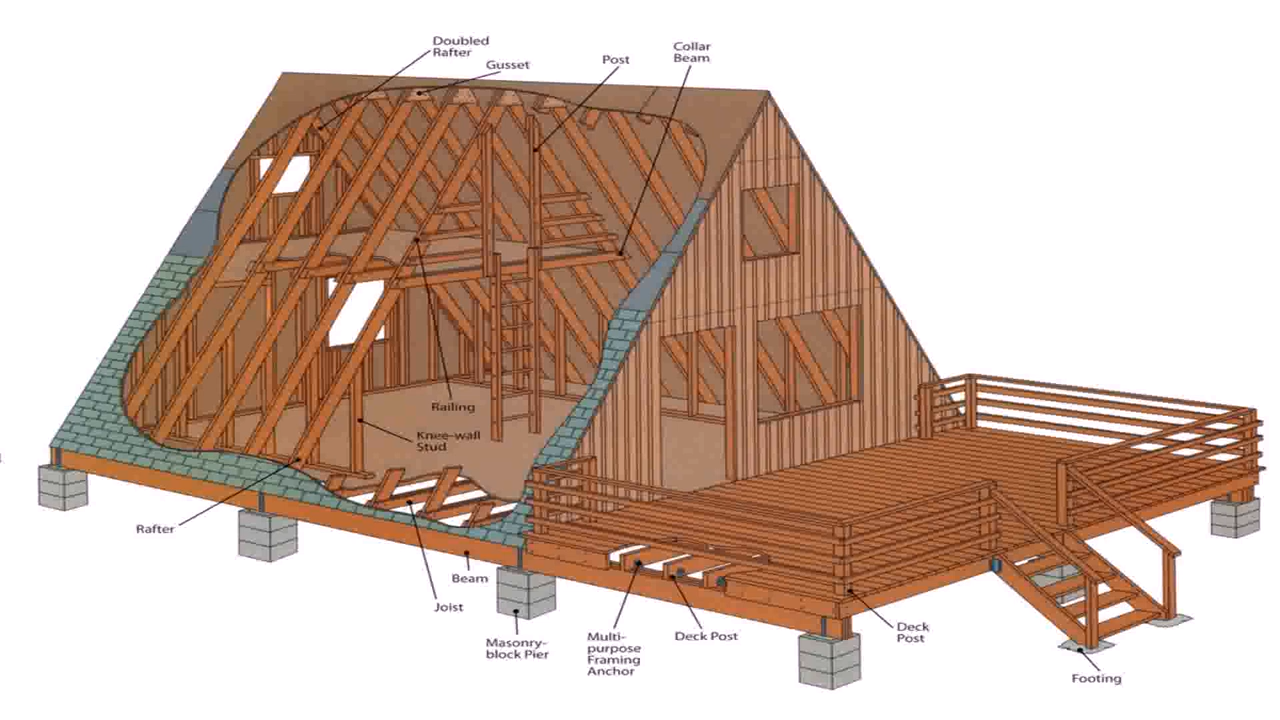 Doubled
Rafter
Gusset
Post
Collar
Beam
Railing
Knee-wall
Stud
Rafter
Beam
Joist
Masonry-
block Pier
Multi-
purpose
Framing
Anchor
Deck Post
Deck
Post
Footing